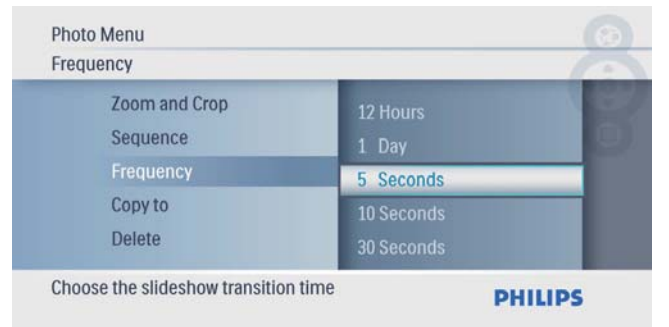 Photo Menu
Frequency
Zoom and Crop
Sequence
Frequency
Copy to
Delete
12 Hours
1 Day
5 Seconds
10 Seconds
30 Seconds
Choose the slideshow transition time
PHILIPS